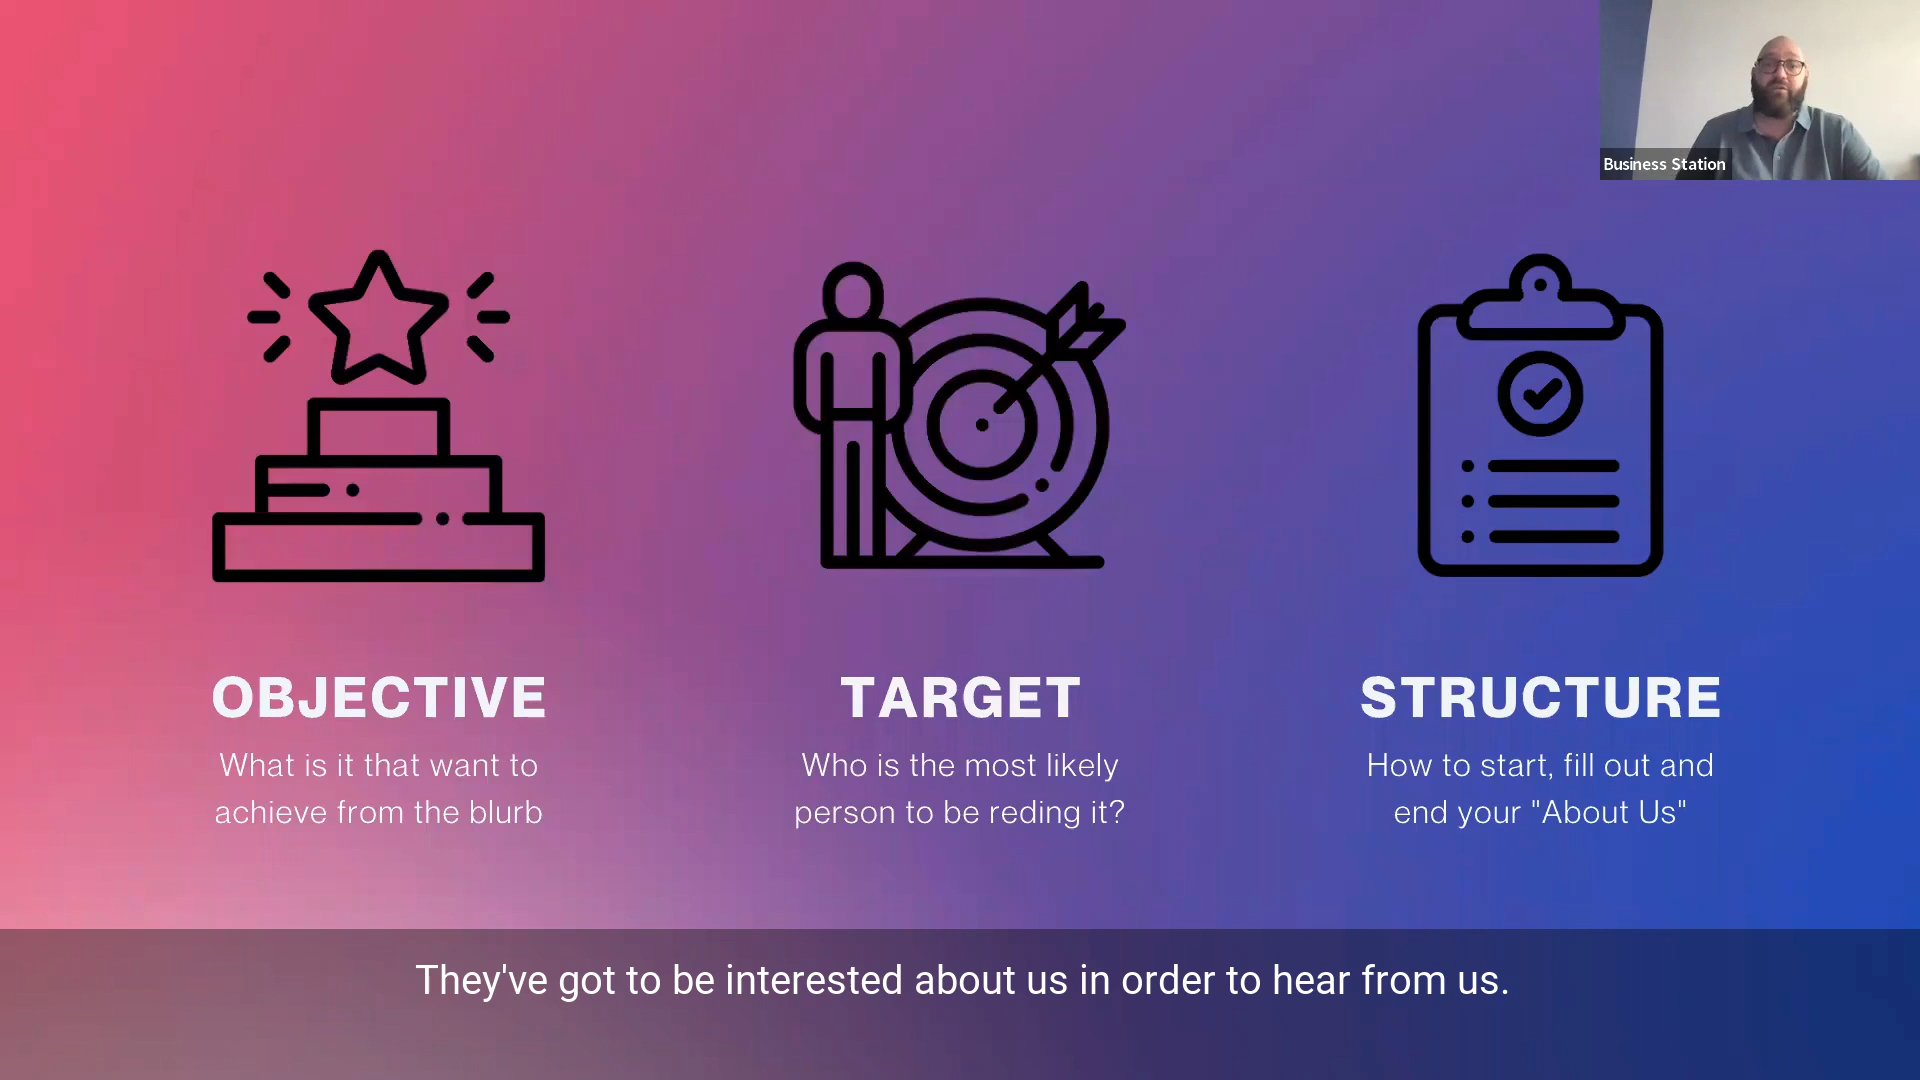 Business Station
OBJECTIVE
What is it that want to
achieve from the blurb
TARGET
Who is the most likely
person to be reding it?
STRUCTURE
How to start, fill out and
end your "About Us"
They've got to be interested about us in order to hear from us.